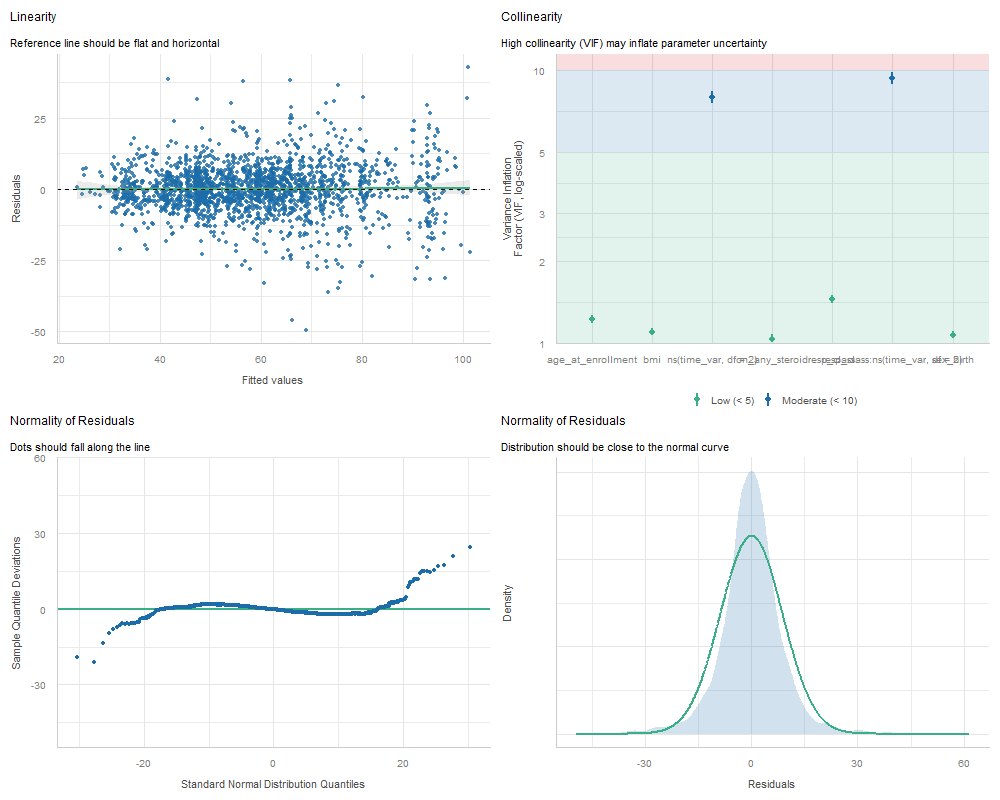 Linearity
Reference line should be flat and horizontal
Residuals
25
0
-25
-50
20
40
60
80
100
Fitted values
Collinearity
High collinearity (VIF) may inflate parameter uncertainty
Variance Inflation
Factor (VIF, log-scaled)
10
5
3
2
1
age_at_enrollment bmi ns(time_var, df
Low (< 5)
Moderate (< 10)
Normality of Residuals
Dots should fall along the line
Sample Quantile Deviations
60
30
0
-30
-20
0
20
Standard Normal Distribution Quantiles
Normality of Residuals
Distribution should be close to the normal curve
Density
-30
0
30
60
Residuals